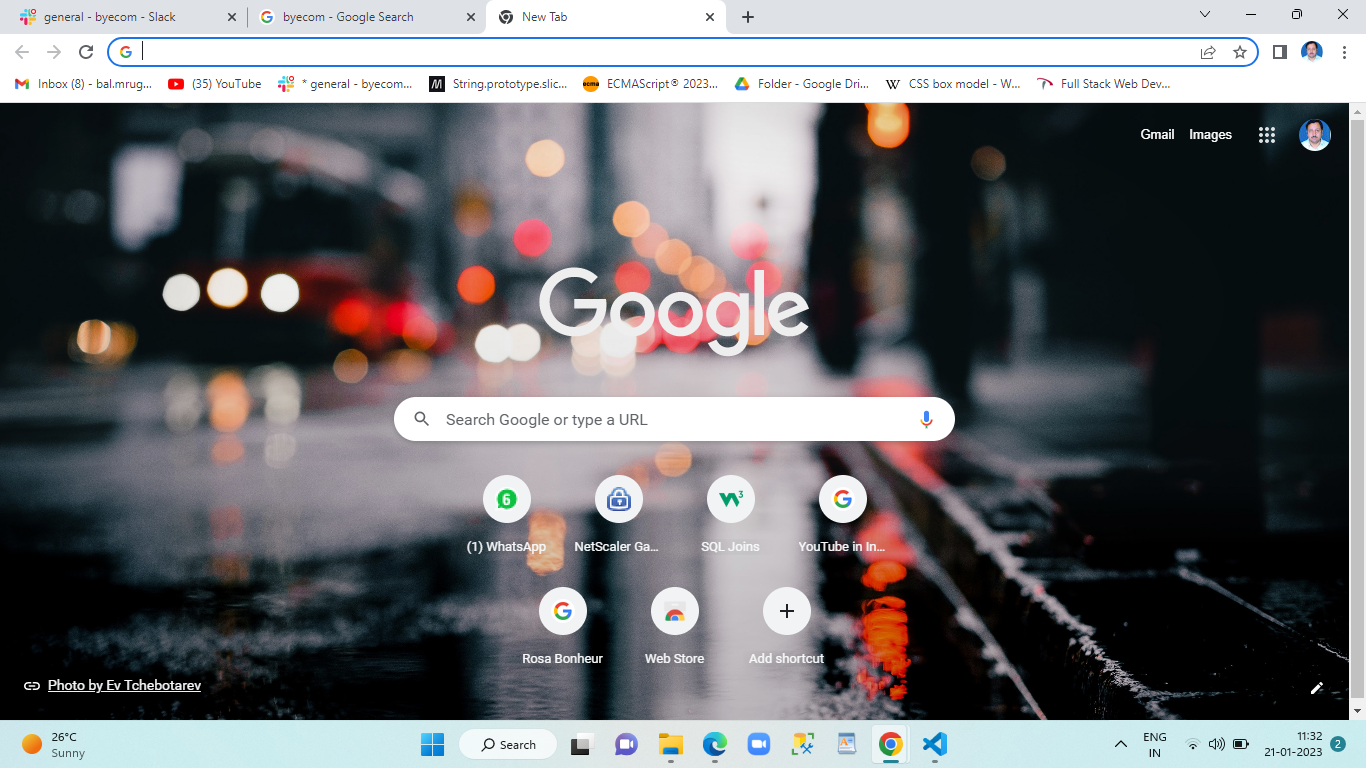 general - byecom - Slack
byecom - Google Search
New Tab
Inbox (8) - bal.mrug...
(35) YouTube
* general - byecom...
String.prototype.slic...
ECMAScript® 2023...
Folder - Google Dri...
CSS box model - W...
Full Stack Web Dev...
Gmail
Images
Google
Search Google or type a URL
(1) WhatsApp
NetScaler Ga...
SQL Joins
YouTube in In...
Rosa Bonheur
Web Store
Add shortcut
Photo by Ev Tchebotarev
26°C
Sunny
Search
ENG
IN
11:32
21-01-2023
2